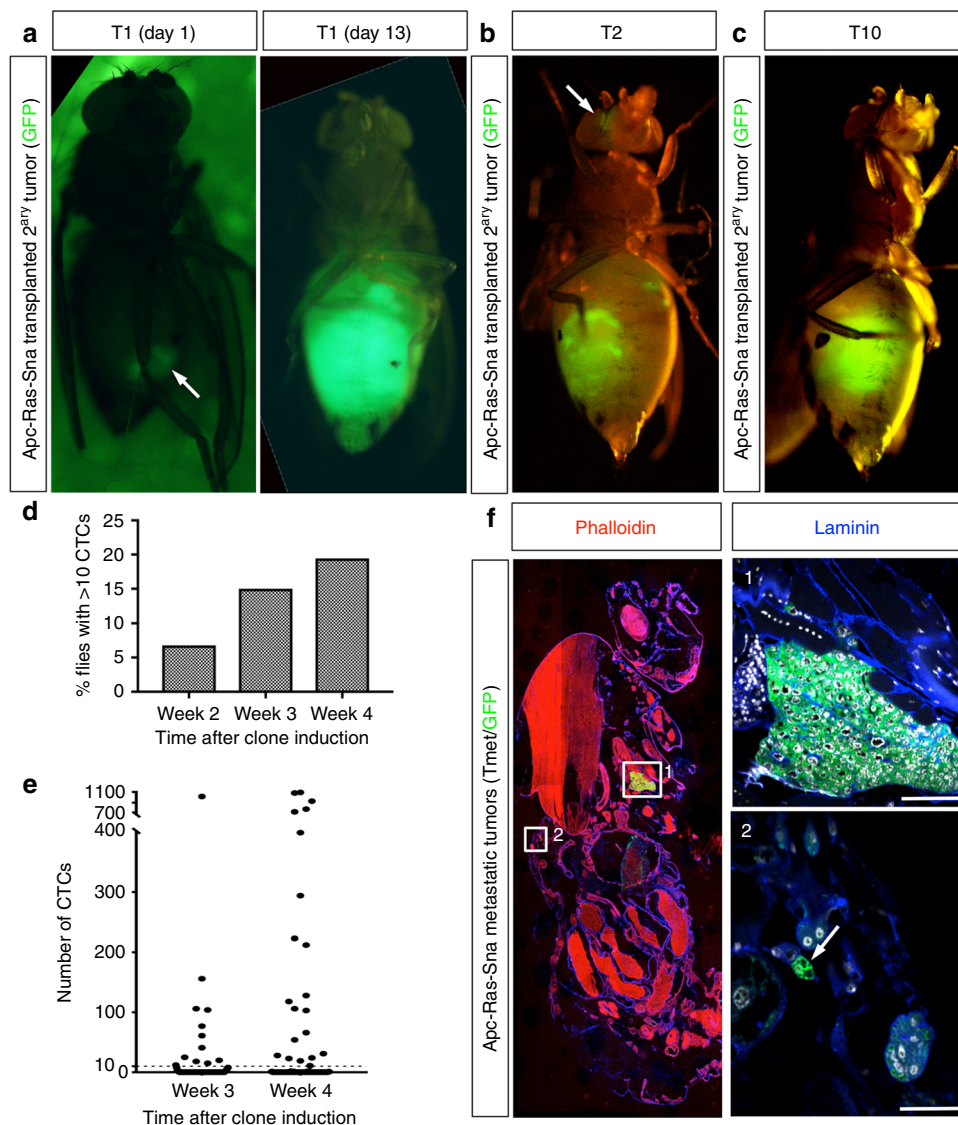 a
T1 (day 1)
T1 (day 13)
b
T2
c
T10
Apc-Ras-Sna transplanted 2ary tumor (GFP)
Apc-Ras-Sna transplanted 2ary tumor (GFP)
Apc-Ras-Sna transplanted 2ary tumor (GFP)
d
% flies with >10 CTCs
25
20
15
10
5
0
Week 2 Week 3 Week 4
Time after clone induction
e
Number of CTCs
1100
700
400
300
200
100
10
0
Week 3 Week 4
Time after clone induction
f
Phalloidin
Laminin
Apc-Ras-Sna metastatic tumors (Tmet/GFP)
1
2
1
2